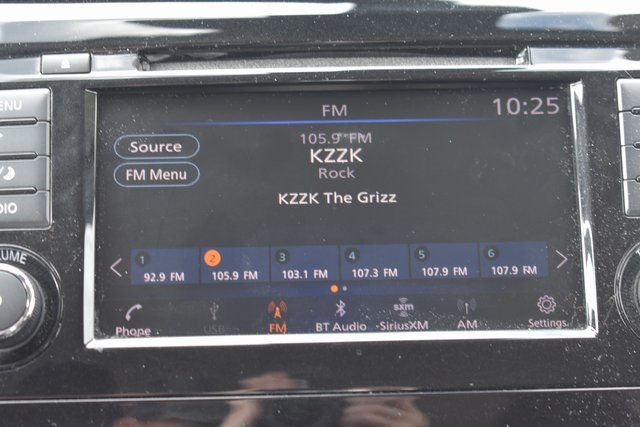 FM
10:25
MENU
Source
105.9 FM
KZZK
FM Menu
Rock
KZZK The Grizz
1 2 3 4 5 6
92.9 FM 105.9 FM 103.1 FM 107.3 FM 107.9 FM 107.9 FM
Phone USB FM BT Audio SiriusXM AM Settings
sxm